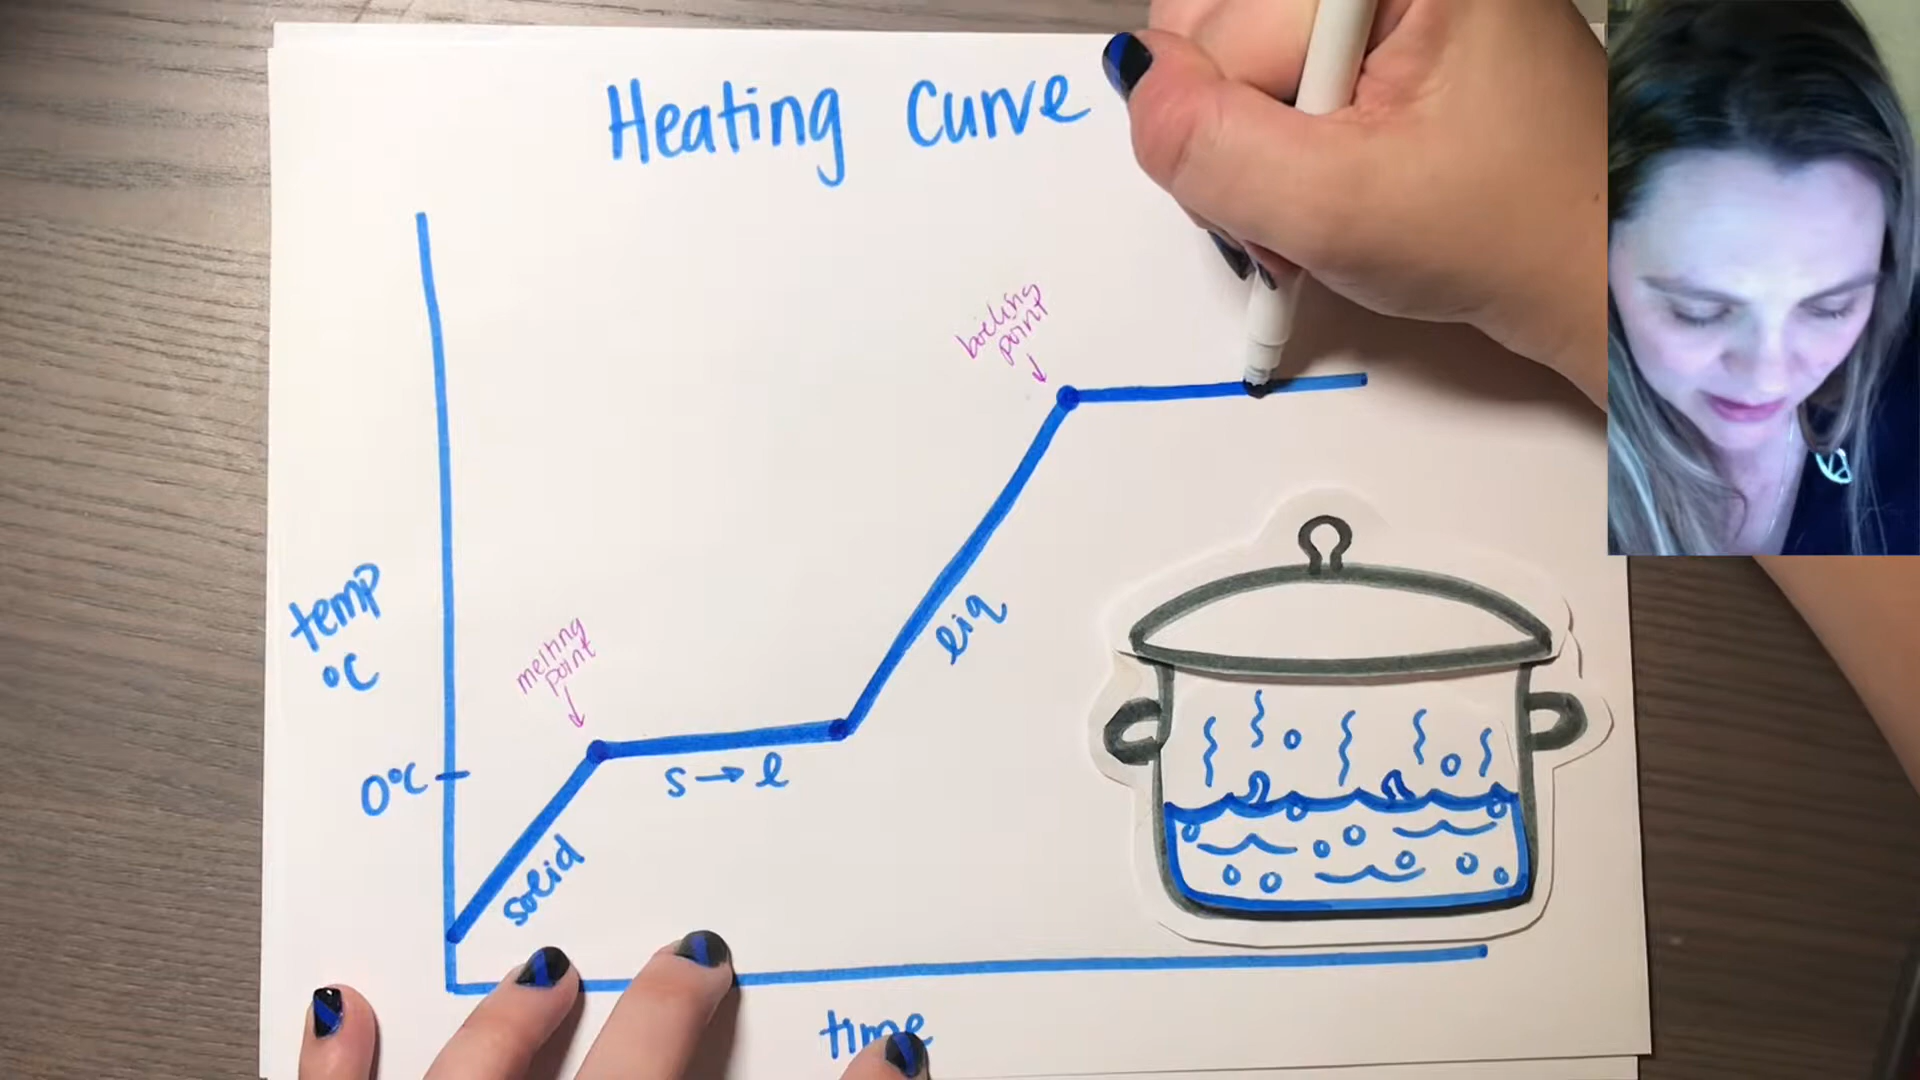 Heating Curve
boiling
point
temp
°C
melting
point
liq
0°C
s → l
solid
time